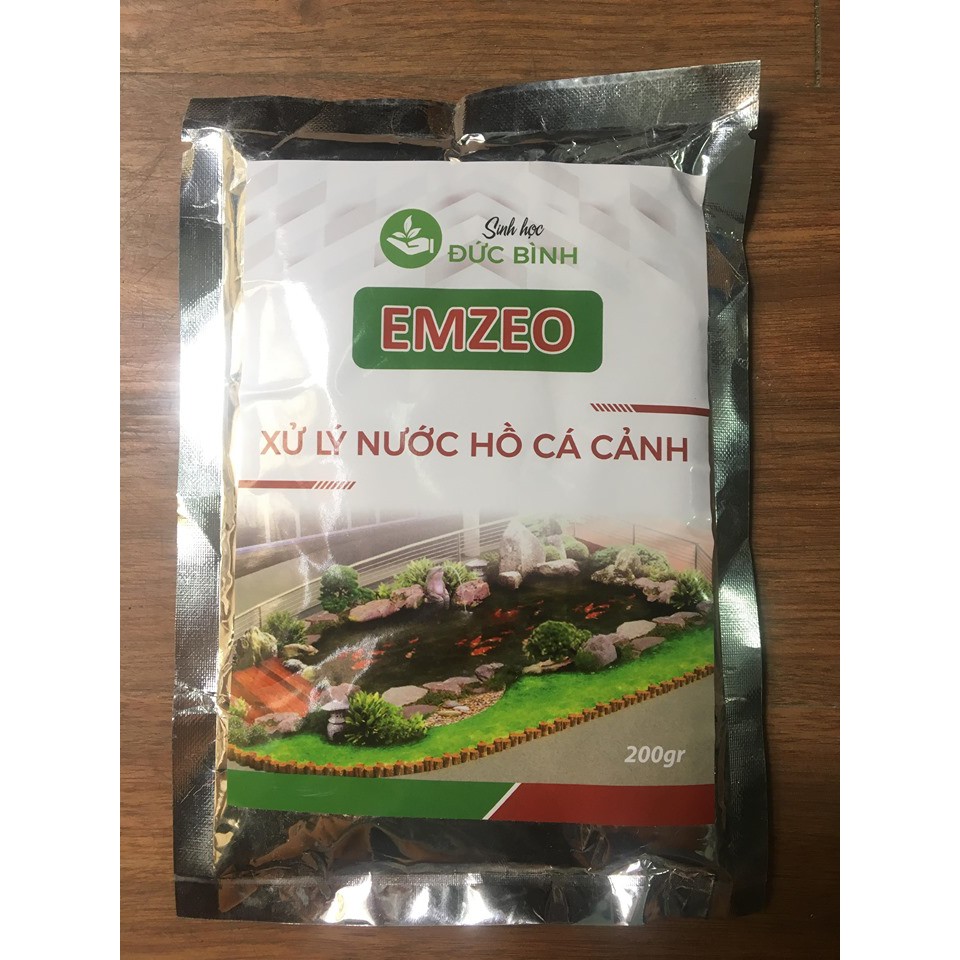 Sinh học
ĐỨC BÌNH
EMZEO
XỬ LÝ NƯỚC HỒ CÁ CẢNH
200gr